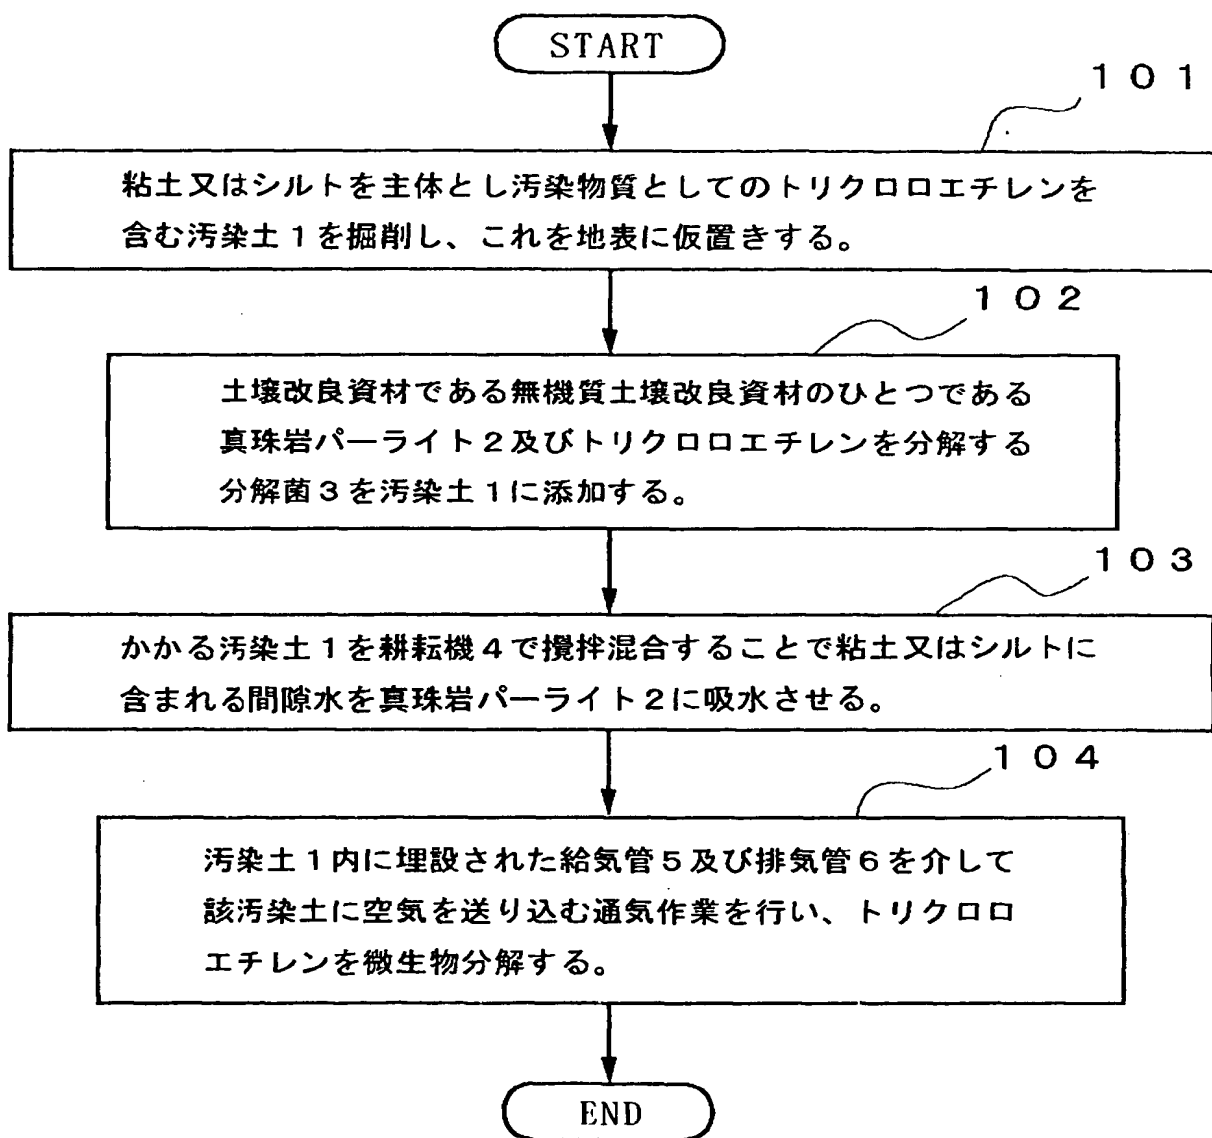 START
１０１
粘土又はシルトを主体とし汚染物質としてのトリクロロエチレンを
含む汚染土１を掘削し、これを地表に仮置きする。
１０２
土壌改良資材である無機質土壌改良資材のひとつである
真珠岩パーライト２及びトリクロロエチレンを分解する
分解菌３を汚染土１に添加する。
１０３
かかる汚染土１を耕耘機４で攪拌混合することで粘土又はシルトに
含まれる間隙水を真珠岩パーライト２に吸水させる。
１０４
汚染土１内に埋設された給気管５及び排気管６を介して
該汚染土に空気を送り込む通気作業を行い、トリクロロ
エチレンを微生物分解する。
END